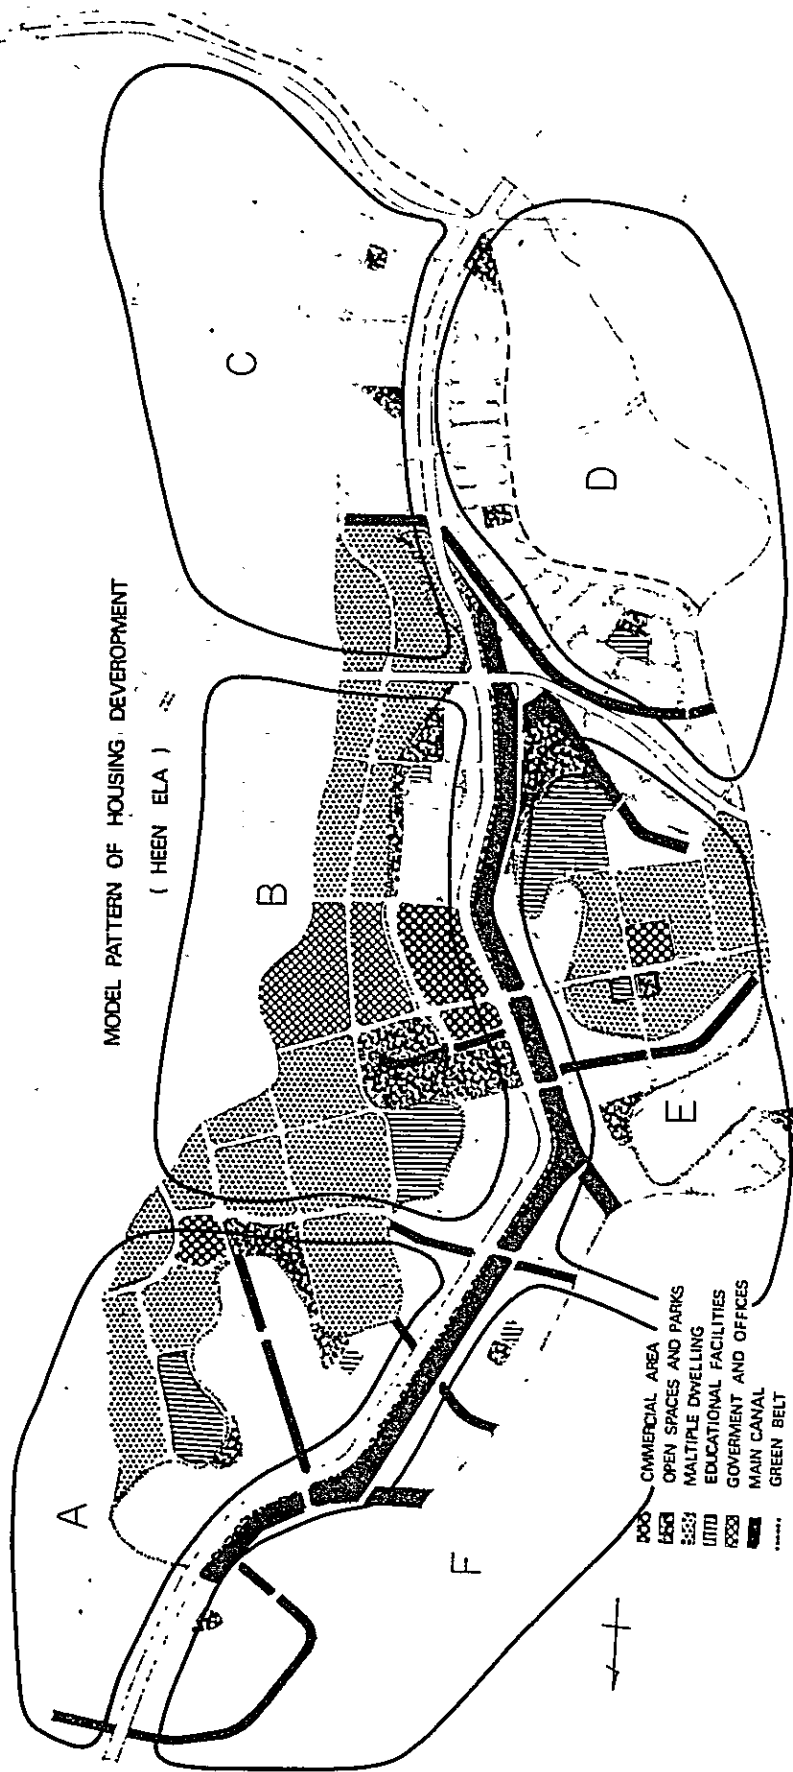 MODEL PATTERN OF HOUSING DEVEROPMENT
( HEEN ELA )
A
B
C
D
E
F
CMMERCIAL AREA
OPEN SPACES AND PARKS
MALTIPLE DWELLING
EDUCATIONAL FACILITIES
GOVERMENT AND OFFICES
MAIN CANAL
GREEN BELT